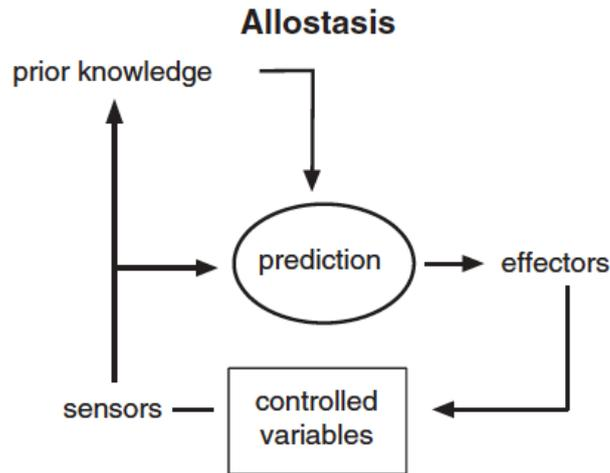 Allostasis
prior knowledge
prediction
effectors
sensors
controlled
variables